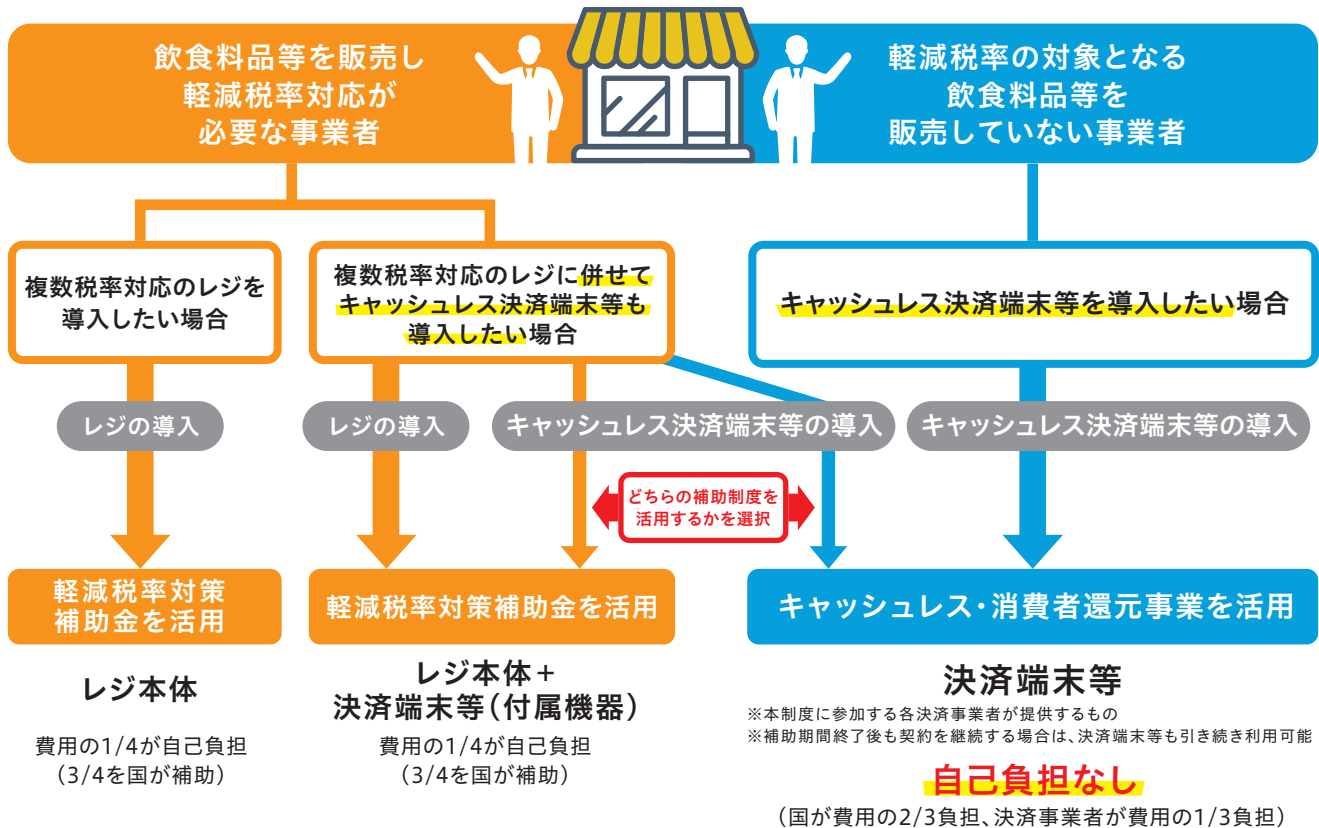 飲食料品等を販売し
軽減税率対応が
必要な事業者
軽減税率の対象となる
飲食料品等を
販売していない事業者
複数税率対応のレジを
導入したい場合
複数税率対応のレジに併せて
キャッシュレス決済端末等も
導入したい場合
キャッシュレス決済端末等を導入したい場合
レジの導入
レジの導入
キャッシュレス決済端末等の導入
キャッシュレス決済端末等の導入
どちらの補助制度を
活用するかを選択
軽減税率対策
補助金を活用
軽減税率対策補助金を活用
キャッシュレス・消費者還元事業を活用
レジ本体
費用の1/4が自己負担
(3/4を国が補助)
レジ本体+
決済端末等(付属機器)
費用の1/4が自己負担
(3/4を国が補助)
決済端末等
※本制度に参加する各決済事業者が提供するもの
※補助期間終了後も契約を継続する場合は、決済端末等も引き続き利用可能
自己負担なし
(国が費用の2/3負担、決済事業者が費用の1/3負担)